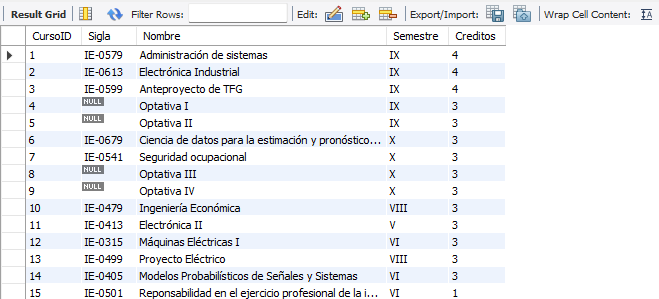 Result Grid Filter Rows: Edit: Export/Import: Wrap Cell Content: IA
CursoID Sigla Nombre Semestre Creditos
1 IE-0579 Administración de sistemas IX 4
2 IE-0613 Electrónica Industrial IX 4
3 IE-0599 Anteproyecto de TFG IX 4
4 NULL Optativa I IX 3
5 NULL Optativa II IX 3
6 IE-0679 Ciencia de datos para la estimación y pronóstico... X 3
7 IE-0541 Seguridad ocupacional X 3
8 NULL Optativa III X 3
9 NULL Optativa IV X 3
10 IE-0479 Ingeniería Económica VIII 3
11 IE-0413 Electrónica II V 3
12 IE-0315 Máquinas Eléctricas I VI 3
13 IE-0499 Proyecto Eléctrico VIII 3
14 IE-0405 Modelos Probabilísticos de Señales y Sistemas VI 3
15 IE-0501 Reponsabilidad en el ejercicio profesional de la i... VI 1